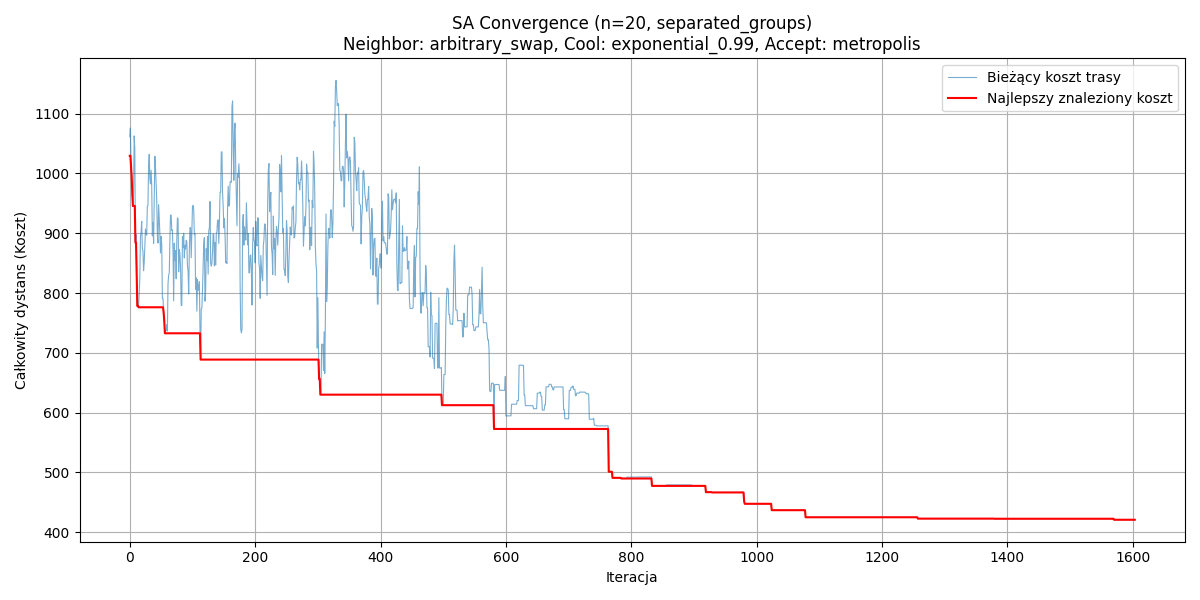 SA Convergence (n=20, separated_groups)
Neighbor: arbitrary_swap, Cool: exponential_0.99, Accept: metropolis
Bieżący koszt trasy
Najlepszy znaleziony koszt
Całkowity dystans (Koszt)
1100
1000
900
800
700
600
500
400
0 200 400 600 800 1000 1200 1400 1600
Iteracja